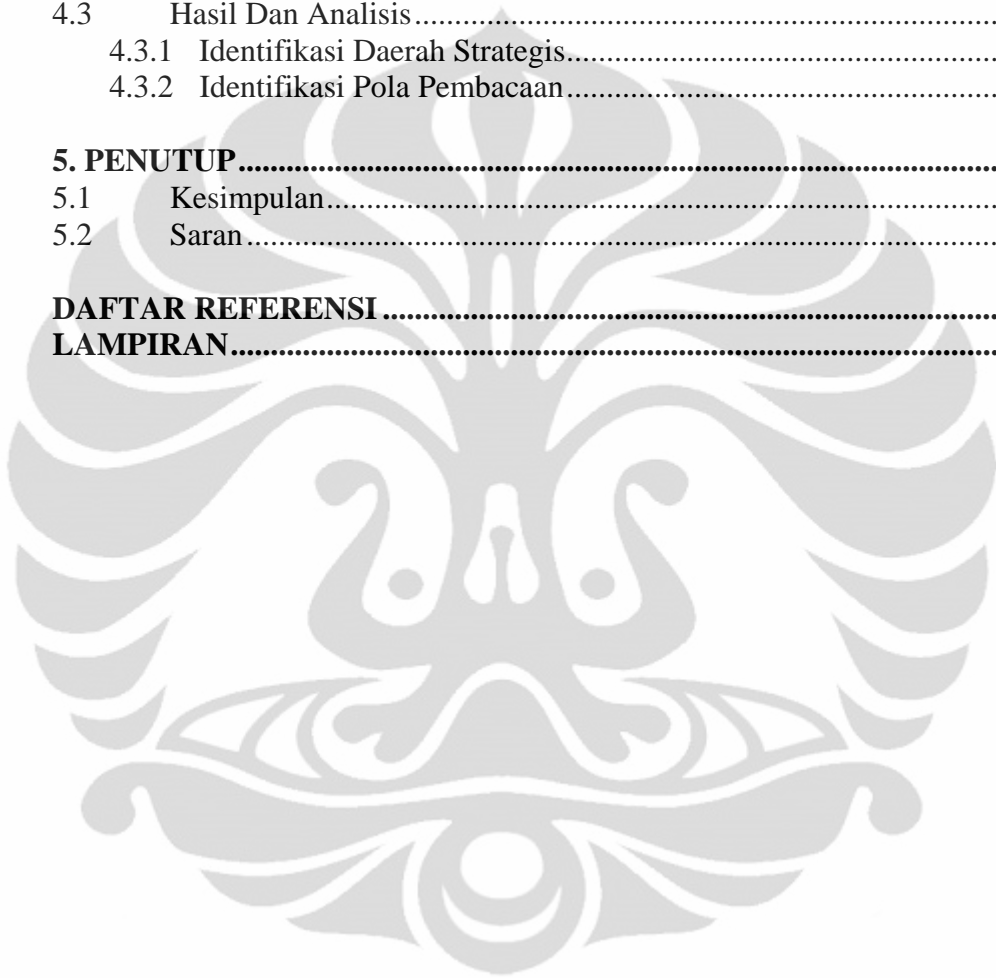 4.3 Hasil Dan Analisis........................................................................
4.3.1 Identifikasi Daerah Strategis.....................................................
4.3.2 Identifikasi Pola Pembacaan.....................................................
5. PENUTUP...............................................................................................
5.1 Kesimpulan....................................................................................
5.2 Saran..............................................................................................
DAFTAR REFERENSI.............................................................................
LAMPIRAN................................................................................................